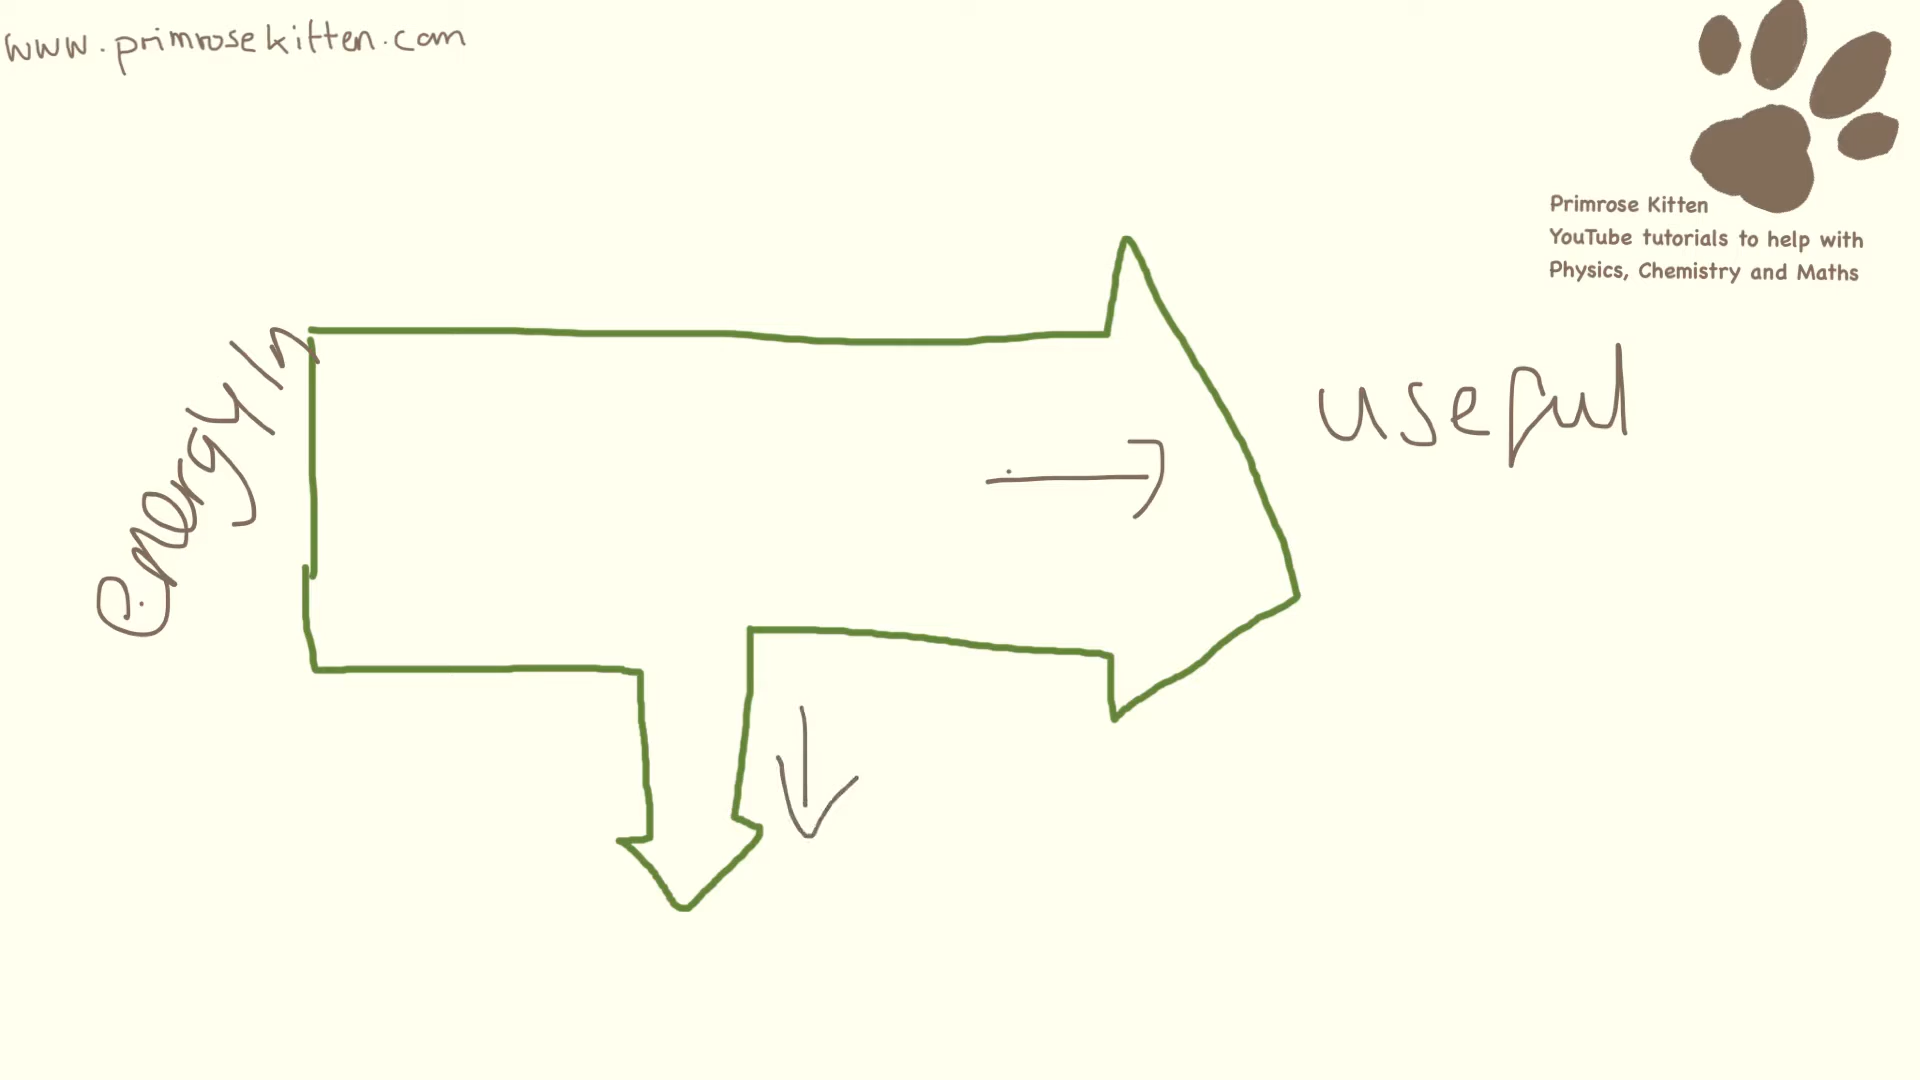 www.primrosekitten.com
Primrose Kitten
YouTube tutorials to help with
Physics, Chemistry and Maths
energy In
useful